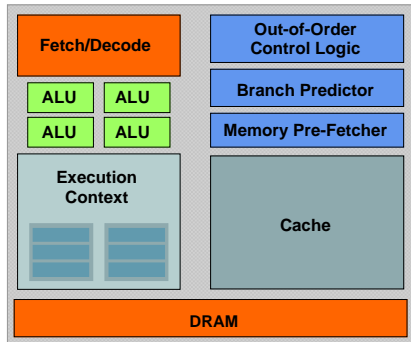 Fetch/Decode
ALU
ALU
ALU
ALU
Execution
Context
Out-of-Order
Control Logic
Branch Predictor
Memory Pre-Fetcher
Cache
DRAM